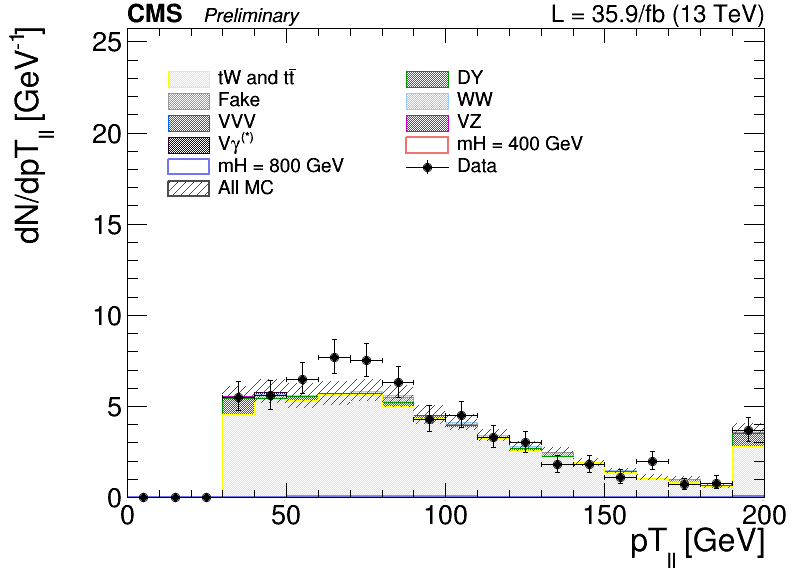 CMS Preliminary L = 35.9/fb (13 TeV)
dN/dpT_ll [GeV^-1]
25
20
15
10
5
0
tW and tt̄
DY
Fake
WW
VVV
VZ
Vγ(*)
mH = 400 GeV
mH = 800 GeV
Data
All MC
0 50 100 150 200
pT_ll [GeV]